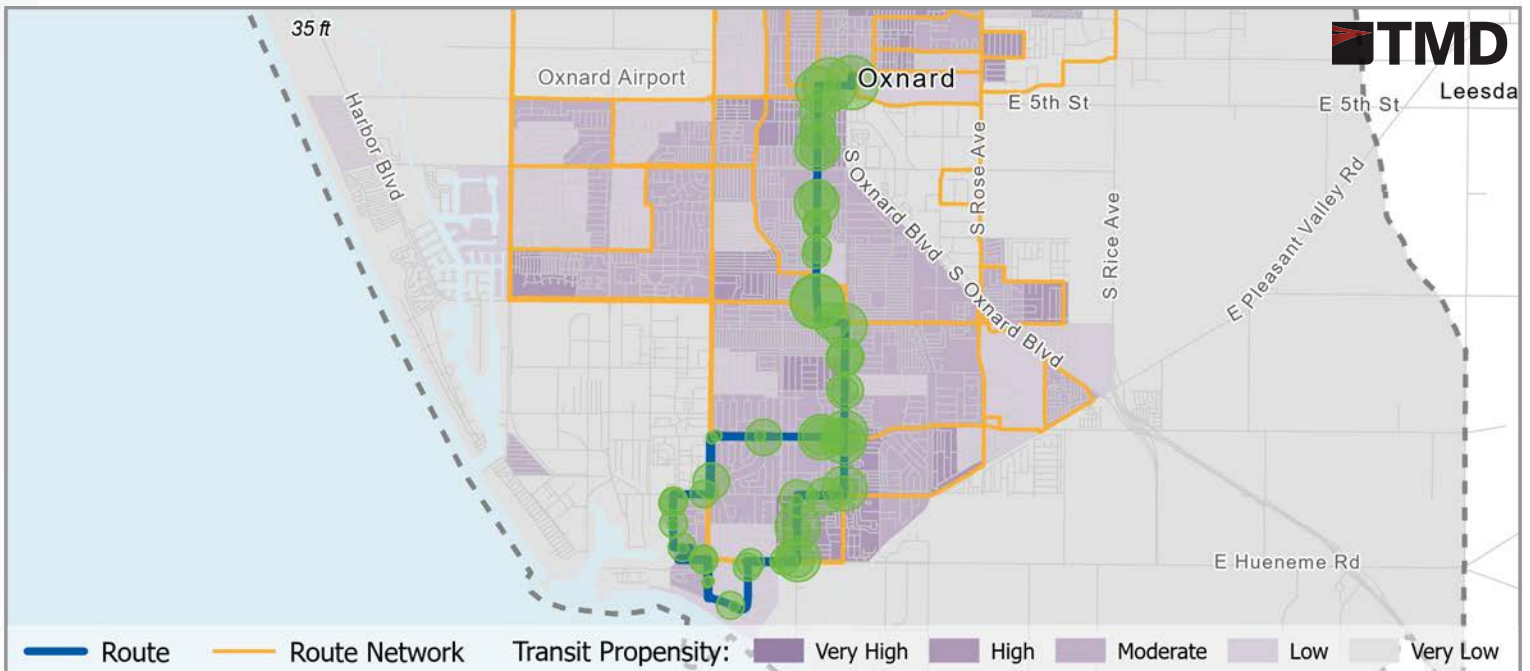 35 ft
TMD
Oxnard Airport
Oxnard
E 5th St
E 5th St
Leesda
Harbor Blvd
S Oxnard Blvd
S Rose Ave
S Rice Ave
E Pleasant Valley Rd
S Oxnard Blvd
E Hueneme Rd
Route
Route Network
Transit Propensity:
Very High
High
Moderate
Low
Very Low